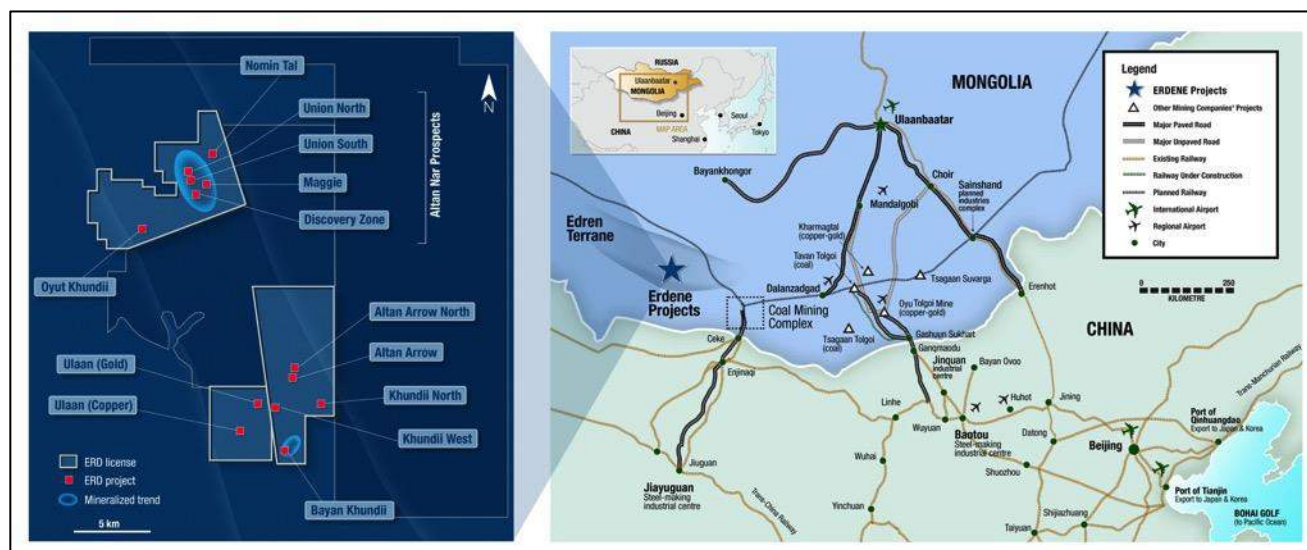 Nomin Tal
Union North
Union South
Maggie
Discovery Zone
Altan Nar Prospects
N
Oyut Khundii
Altan Arrow North
Altan Arrow
Ulaan (Gold)
Ulaan (Copper)
Khundii North
Khundii West
Bayan Khundii
ERD license
ERD project
Mineralized trend
5 km
RUSSIA
Ulaanbaatar
MONGOLIA
Beijing
Seoul
CHINA
MAP AREA
Tokyo
Shanghai
MONGOLIA
Ulaanbaatar
Bayankhongor
Choir
Sainshand
planned
industries
complex
Mandalgobi
Edren
Terrane
Kharmagtai
(copper-gold)
Tavan Tolgoi
(coal)
Tsagaan Suvarga
Erdene
Projects
Dalanzadgad
Oyu Tolgoi Mine
(copper-gold)
Erenhot
Coal Mining
Complex
Tsagaan Tolgoi
(coal)
Gashuun Sukhait
Ganqmaodu
CHINA
Ceke
Enjinaqi
Jinquan
industrial
centre
Bayan Ovoo
Linhe
Huhot
Jining
Wuyuan
Baotou
Steel-making
industrial centre
Datong
Beijing
Trans-Manchurian Railway
Port of
Qinhuangdao
Export to Japan & Korea
Wuhai
Shuozhou
Jiuguan
Jiayuguan
Steel-making
industrial centre
Trans-China Railway
Yinchuan
Port of Tianjin
Export to Japan & Korea
Shijiazhuang
Taiyuan
BOHAI GOLF
(to Pacific Ocean)
Legend
ERDENE Projects
Other Mining Companies' Projects
Major Paved Road
Major Unpaved Road
Existing Railway
Railway Under Construction
Planned Railway
International Airport
Regional Airport
City
0 250
KILOMETRE